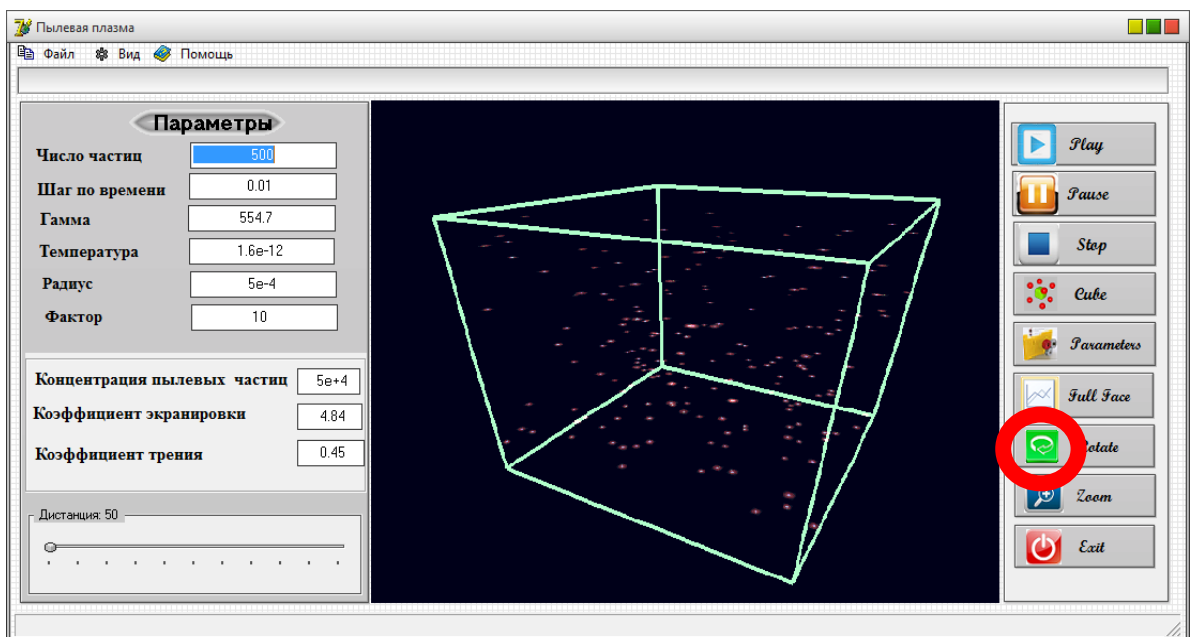 Пылевая плазма
Файл Вид Помощь
Параметры
Число частиц 500
Шаг по времени 0.01
Гамма 554.7
Температура 1.6e-12
Радиус 5e-4
Фактор 10
Концентрация пылевых частиц 5e+4
Коэффициент экранировки 4.84
Коэффициент трения 0.45
Дистанция: 50
Play
Pause
Stop
Cube
Parameters
Full Face
Rotate
Zoom
Exit